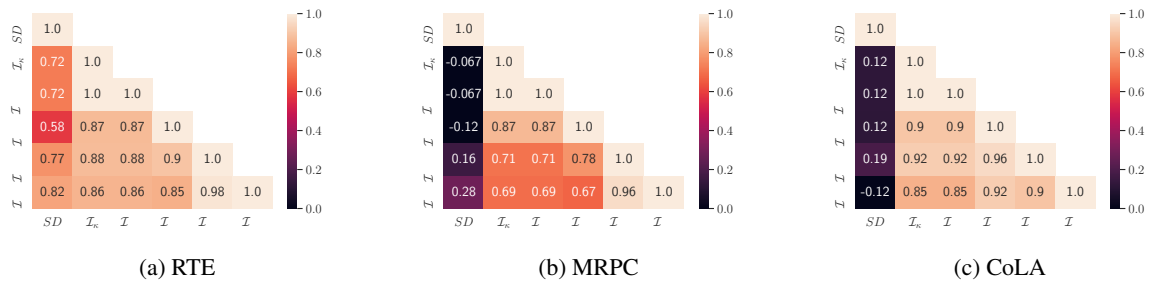 SD 1.0
𝓘κ 0.72 1.0
𝓘 0.72 1.0 1.0
𝓘 0.58 0.87 0.87 1.0
𝓘 0.77 0.88 0.88 0.9 1.0
𝓘 0.82 0.86 0.86 0.85 0.98 1.0
SD 𝓘κ 𝓘 𝓘 𝓘 𝓘
1.0
0.8
0.6
0.4
0.2
0.0
(a) RTE
SD 1.0
𝓘κ -0.067 1.0
𝓘 -0.067 1.0 1.0
𝓘 -0.12 0.87 0.87 1.0
𝓘 0.16 0.71 0.71 0.78 1.0
𝓘 0.28 0.69 0.69 0.67 0.96 1.0
SD 𝓘κ 𝓘 𝓘 𝓘 𝓘
1.0
0.8
0.6
0.4
0.2
0.0
(b) MRPC
SD 1.0
𝓘κ 0.12 1.0
𝓘 0.12 1.0 1.0
𝓘 0.12 0.9 0.9 1.0
𝓘 0.19 0.92 0.92 0.96 1.0
𝓘 -0.12 0.85 0.85 0.92 0.9 1.0
SD 𝓘κ 𝓘 𝓘 𝓘 𝓘
1.0
0.8
0.6
0.4
0.2
0.0
(c) CoLA